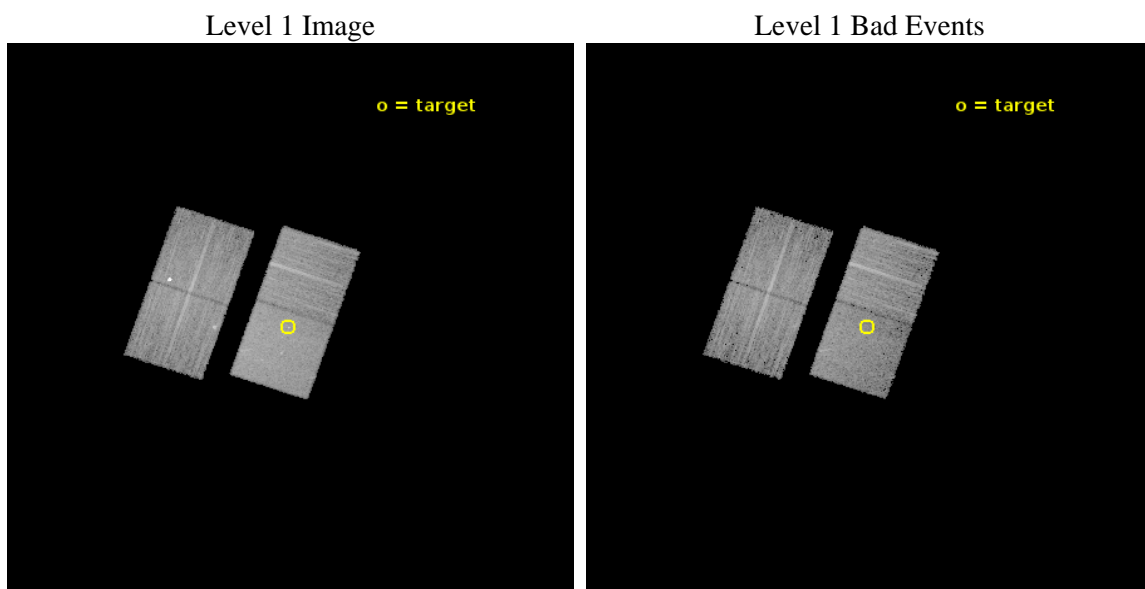 Level 1 Image
Level 1 Bad Events
o = target
o = target